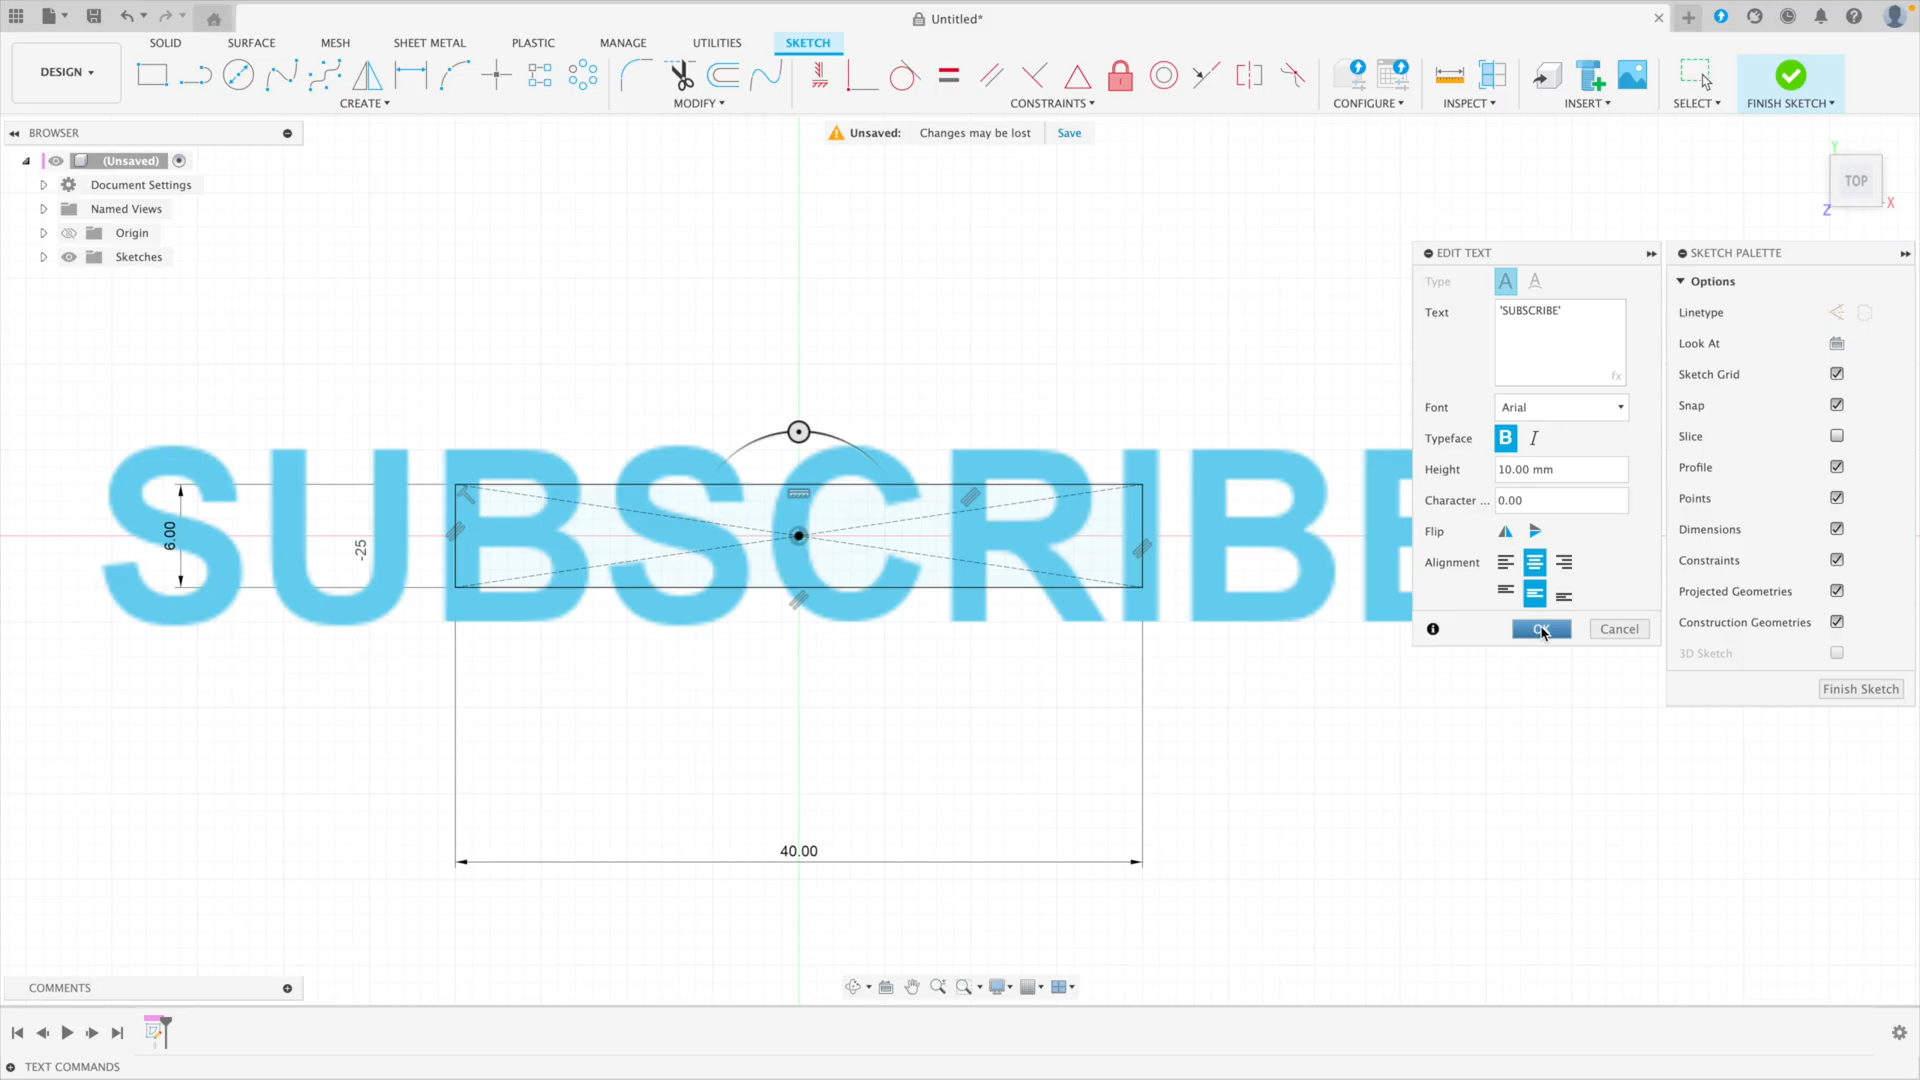 Untitled*
SOLID SURFACE MESH SHEET METAL PLASTIC MANAGE UTILITIES SKETCH
DESIGN
CREATE MODIFY CONSTRAINTS CONFIGURE INSPECT INSERT SELECT FINISH SKETCH
BROWSER
Unsaved: Changes may be lost Save
(Unsaved)
Document Settings
Named Views
Origin
Sketches
Y
TOP
Z X
EDIT TEXT
Type A A
Text 'SUBSCRIBE'
fx
Font Arial
Typeface B I
Height 10.00 mm
Character ... 0.00
Flip
Alignment
OK Cancel
SKETCH PALETTE
Options
Linetype
Look At
Sketch Grid
Snap
Slice
Profile
Points
Dimensions
Constraints
Projected Geometries
Construction Geometries
3D Sketch
Finish Sketch
SUBSCRIBE
6.00
-25
40.00
COMMENTS
TEXT COMMANDS